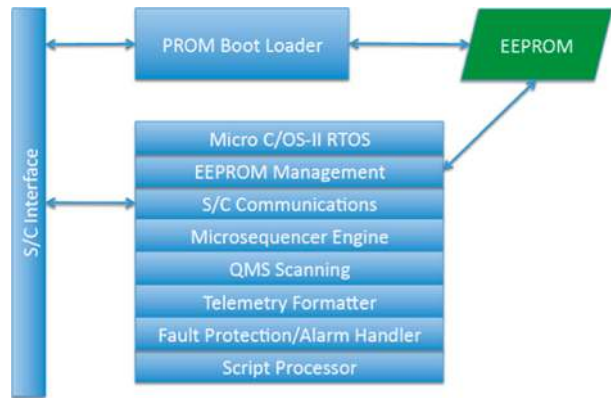 PROM Boot Loader
EEPROM
Micro C/OS-II RTOS
EEPROM Management
S/C Communications
Microsequencer Engine
QMS Scanning
Telemetry Formatter
Fault Protection/Alarm Handler
Script Processor
S/C Interface